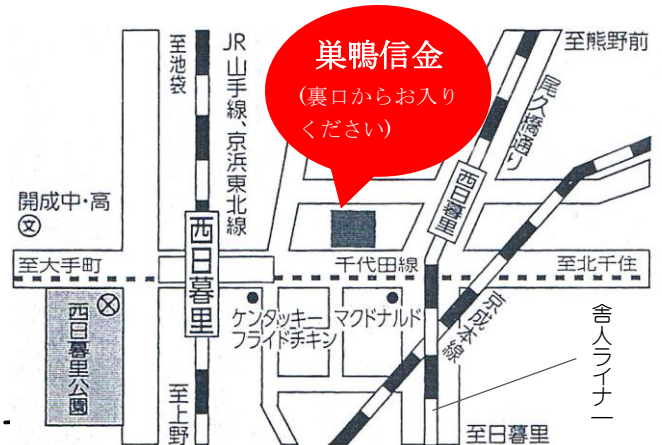 至池袋
JR
山手線、京浜東北線
巣鴨信金
(裏口からお入り
ください)
至熊野前
尾久橋通り
西日暮里
開成中・高
文
西日暮里
至大手町
千代田線
至北千住
西日暮里公園
ケンタッキー
フライドチキン
マクドナルド
京成本線
舎人ライナー
至上野
至日暮里